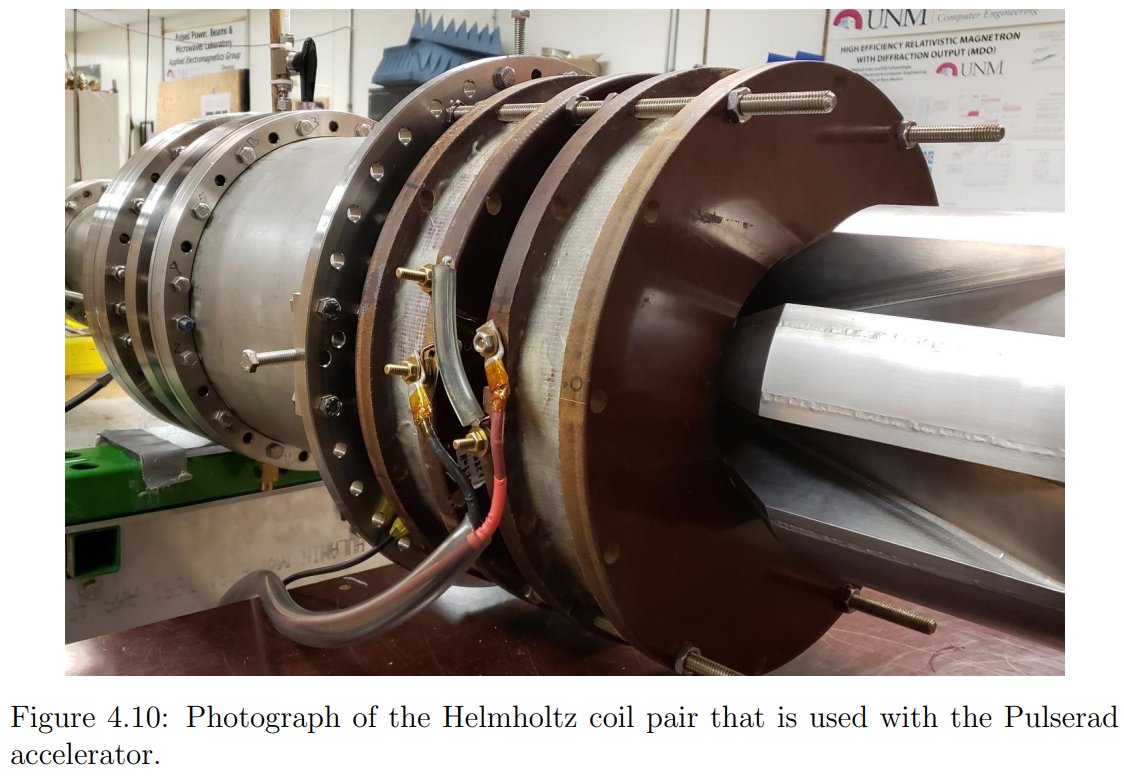 Pulsed Power, Beams &
Microwaves Laboratory
Applied Electromagnetics Group
UNM
UNM Computer Engineering
HIGH EFFICIENCY RELATIVISTIC MAGNETRON
WITH DIFFRACTION OUTPUT (MDO)
UNM
Figure 4.10: Photograph of the Helmholtz coil pair that is used with the Pulserad
accelerator.